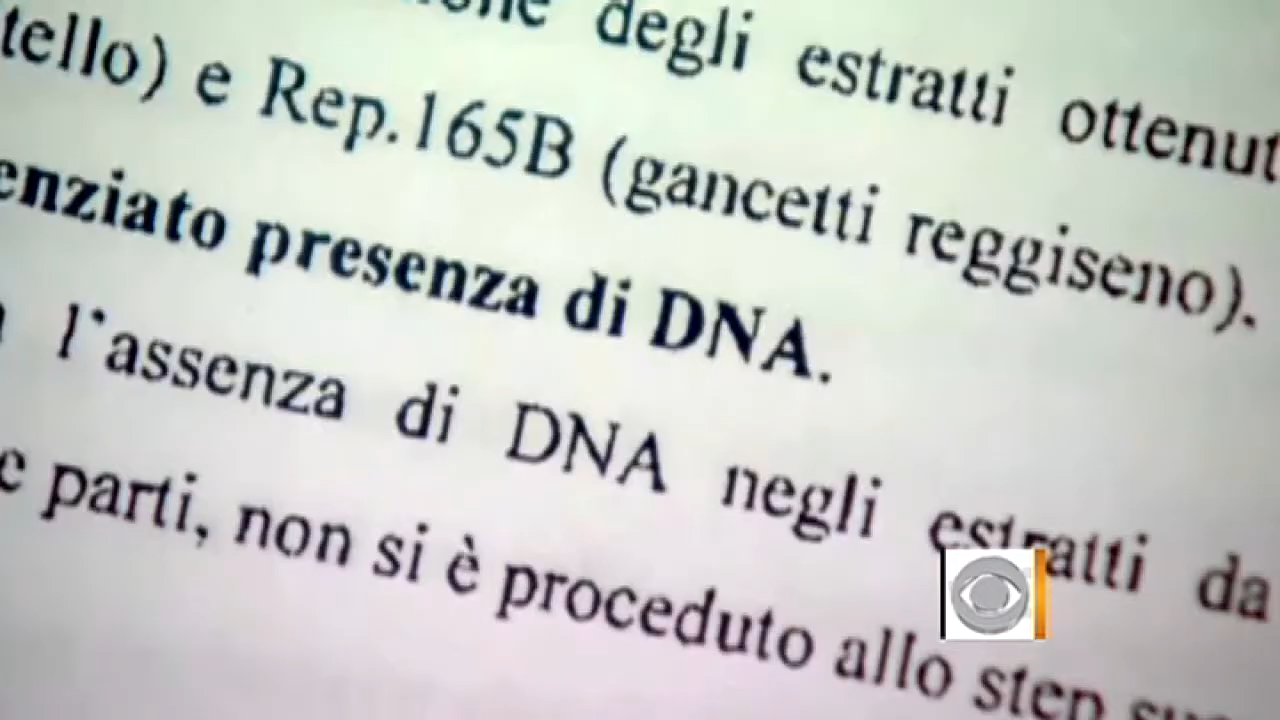 degli estratti ottenut
tello) e Rep.165B (gancetti reggiseno).
enziato presenza di DNA.
l'assenza di DNA negli estratti da
e parti, non si è proceduto allo step